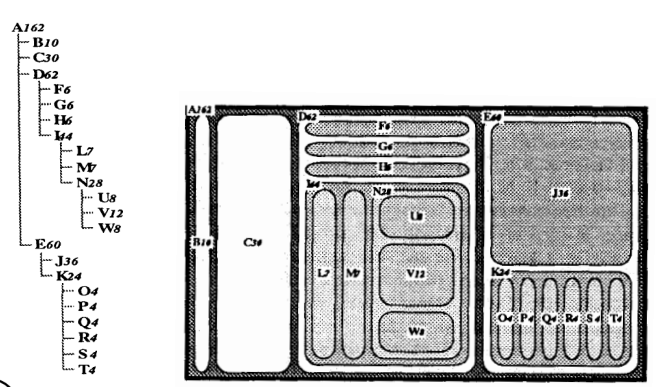 A162
B10
C30
D62
F6
G6
H6
I44
L7
M7
N28
U8
V12
W8
E60
J36
K24
O4
P4
Q4
R4
S4
T4
A162
B10
C30
D62
F6
G6
H6
I44
L7
M7
N28
U8
V12
W8
E60
J36
K24
O4 P4 Q4 R4 S4 T4